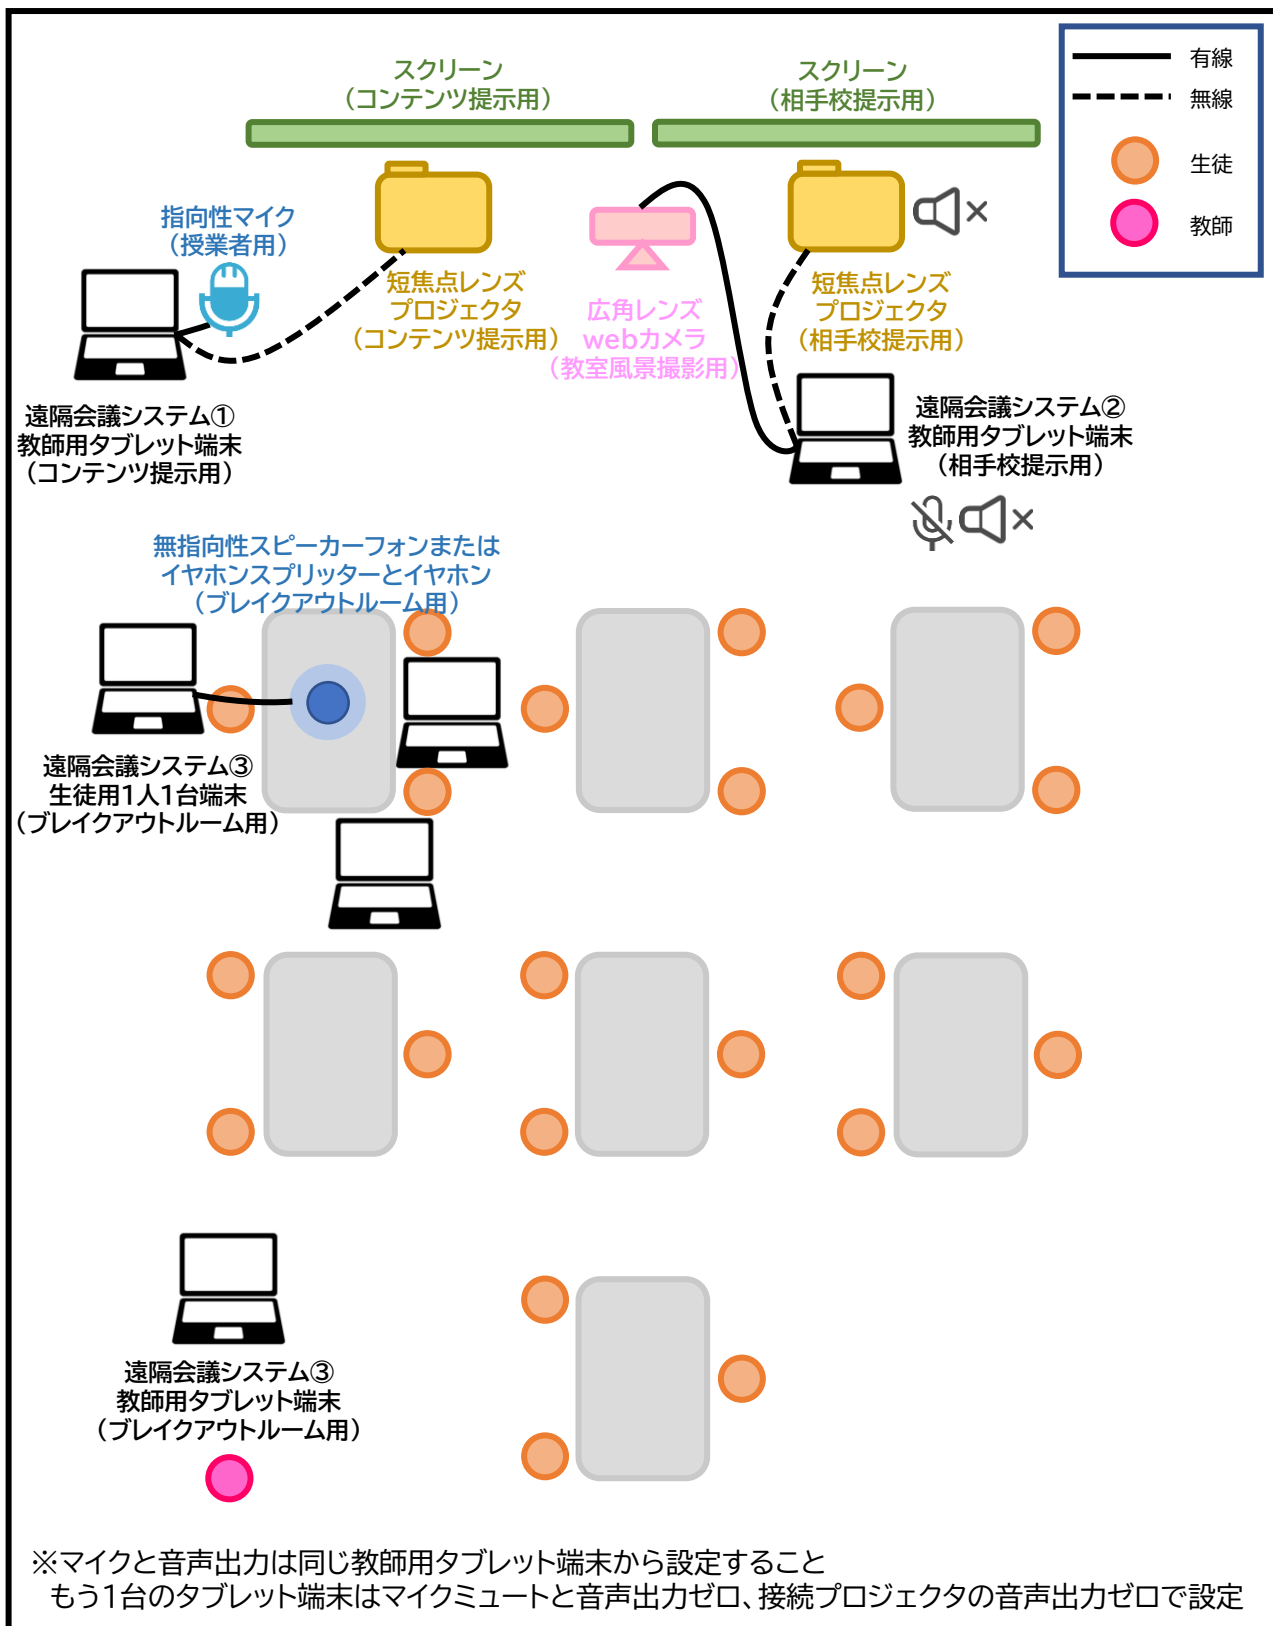 有線
無線
生徒
教師
スクリーン
（コンテンツ提示用）
スクリーン
（相手校提示用）
指向性マイク
（授業者用）
短焦点レンズ
プロジェクタ
（コンテンツ提示用）
広角レンズ
webカメラ
（教室風景撮影用）
短焦点レンズ
プロジェクタ
（相手校提示用）
遠隔会議システム①
教師用タブレット端末
（コンテンツ提示用）
遠隔会議システム②
教師用タブレット端末
（相手校提示用）
無指向性スピーカーフォンまたは
イヤホンスプリッターとイヤホン
（ブレイクアウトルーム用）
遠隔会議システム③
生徒用1人1台端末
（ブレイクアウトルーム用）
遠隔会議システム③
教師用タブレット端末
（ブレイクアウトルーム用）
※マイクと音声出力は同じ教師用タブレット端末から設定すること
もう1台のタブレット端末はマイクミュートと音声出力ゼロ、接続プロジェクタの音声出力ゼロで設定